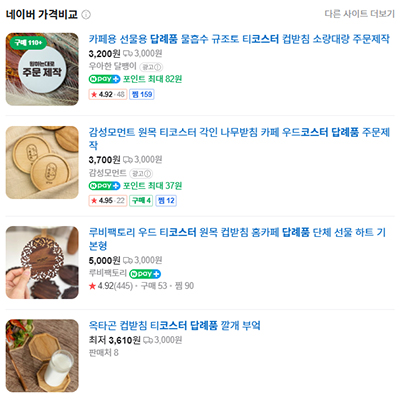 네이버 가격비교
다른 사이트 더보기
구매 110+
원하는대로
주문 제작
카페용 선물용 답례품 물흡수 규조토 티코스터 컵받침 소량대량 주문제작
3,200원 3,000원
우아한 달팽이 광고
N pay+ 포인트 최대 82원
★ 4.92 · 48 찜 159
감성모먼트 원목 티코스터 각인 나무받침 카페 우드코스터 답례품 주문제
작
3,700원 3,000원
감성모먼트 광고
N pay+ 포인트 최대 37원
★ 4.95 · 22 구매 4 찜 12
루비팩토리 우드 티코스터 원목 컵받침 홈카페 답례품 단체 선물 하트 기
본형
5,000원 3,000원
루비팩토리 N pay+
★ 4.92(445) · 구매 53 · 찜 90
옥타곤 컵받침 티코스터 답례품 깔개 부엌
최저 3,610원 3,000원
판매처 8